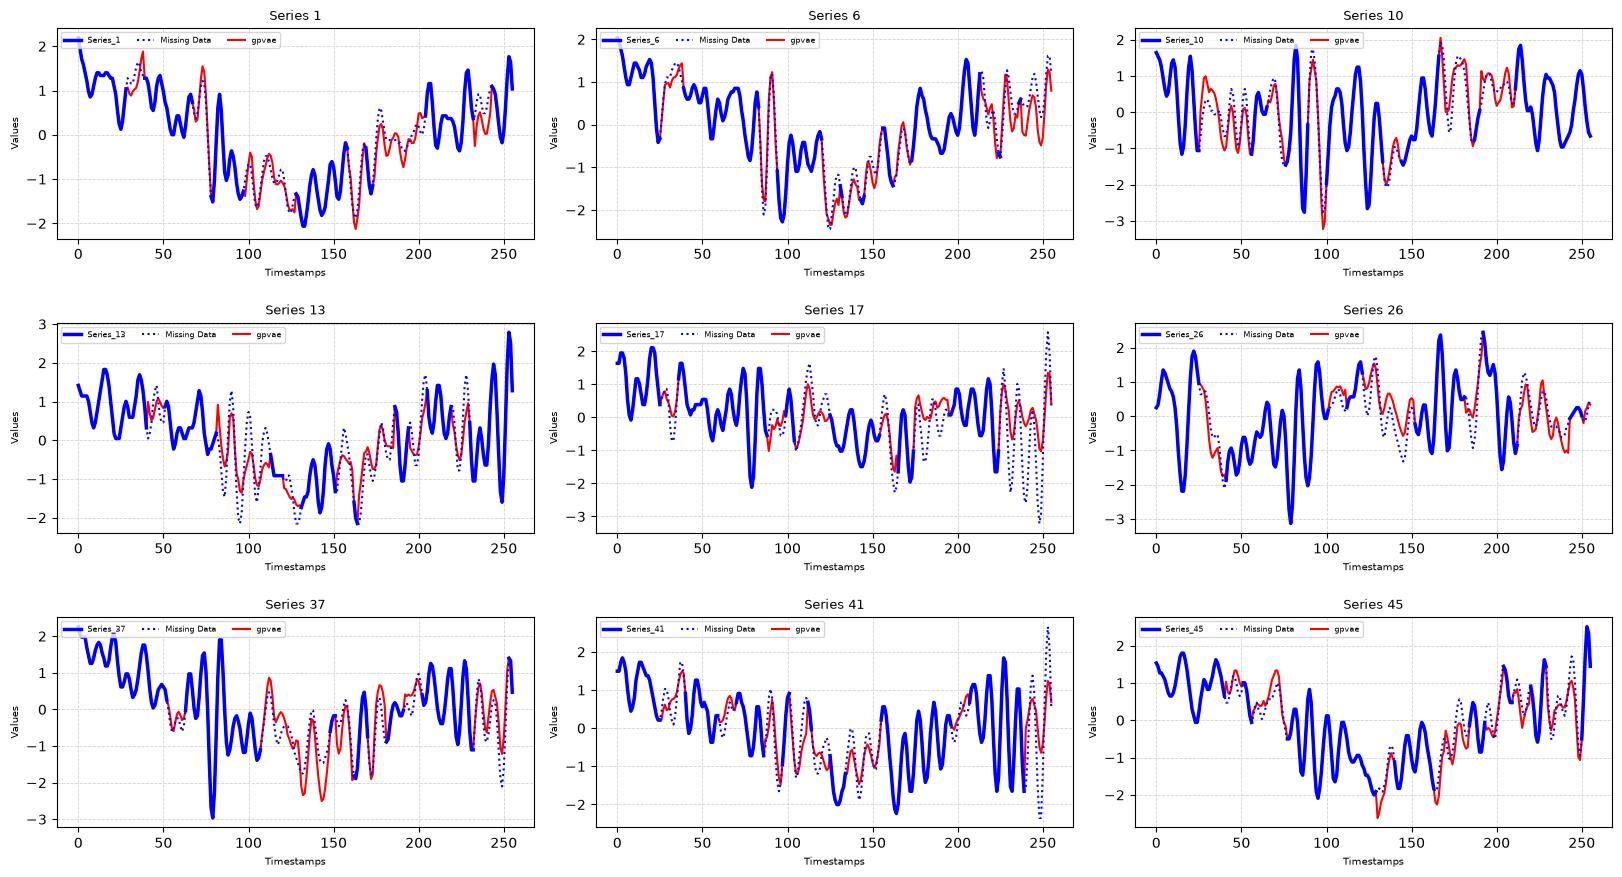 Series 1
Series_1 Missing Data gpvae
Values
2
1
0
−1
−2
0 50 100 150 200 250
Timestamps
Series 6
Series_6 Missing Data gpvae
Values
2
1
0
−1
−2
0 50 100 150 200 250
Timestamps
Series 10
Series_10 Missing Data gpvae
Values
2
1
0
−1
−2
−3
0 50 100 150 200 250
Timestamps
Series 13
Series_13 Missing Data gpvae
Values
3
2
1
0
−1
−2
0 50 100 150 200 250
Timestamps
Series 17
Series_17 Missing Data gpvae
Values
2
1
0
−1
−2
−3
0 50 100 150 200 250
Timestamps
Series 26
Series_26 Missing Data gpvae
Values
2
1
0
−1
−2
−3
0 50 100 150 200 250
Timestamps
Series 37
Series_37 Missing Data gpvae
Values
2
1
0
−1
−2
−3
0 50 100 150 200 250
Timestamps
Series 41
Series_41 Missing Data gpvae
Values
2
1
0
−1
−2
0 50 100 150 200 250
Timestamps
Series 45
Series_45 Missing Data gpvae
Values
2
1
0
−1
−2
0 50 100 150 200 250
Timestamps